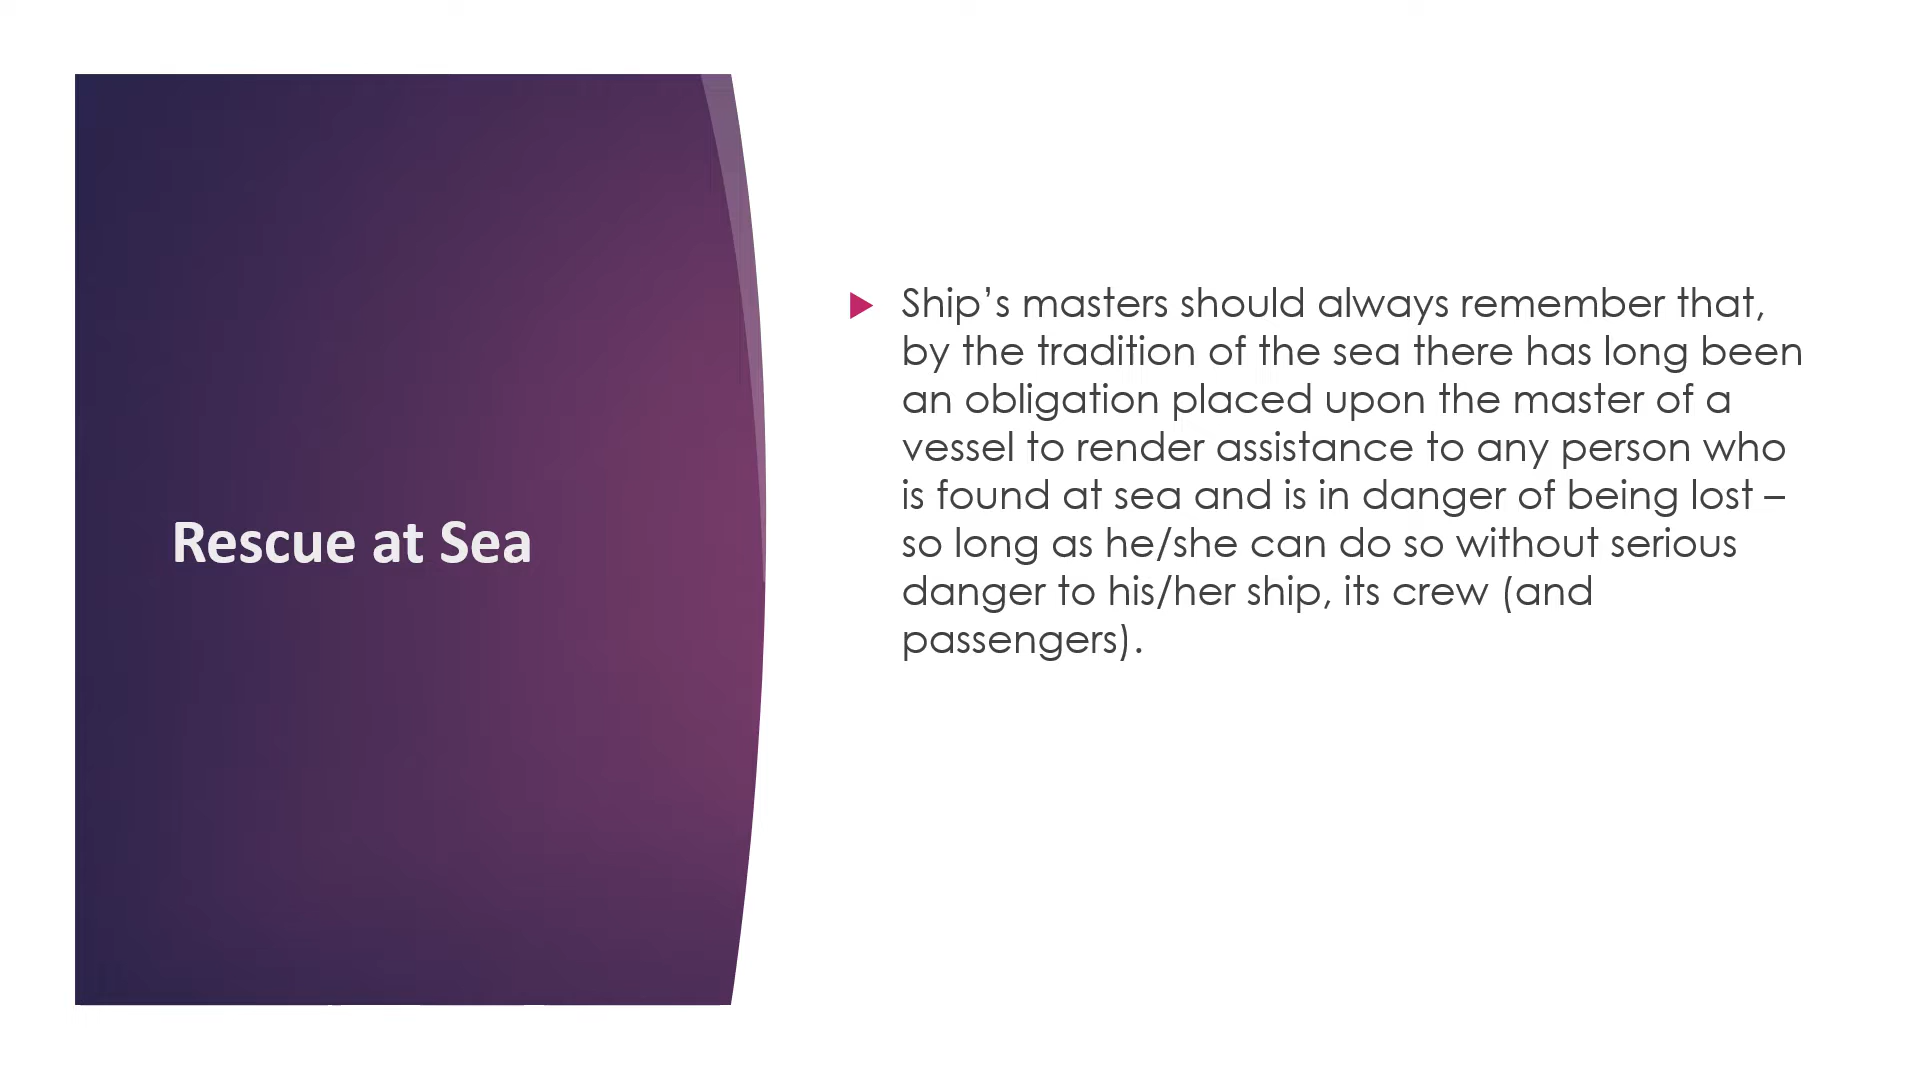 Rescue at Sea
Ship’s masters should always remember that,
by the tradition of the sea there has long been
an obligation placed upon the master of a
vessel to render assistance to any person who
is found at sea and is in danger of being lost –
so long as he/she can do so without serious
danger to his/her ship, its crew (and
passengers).